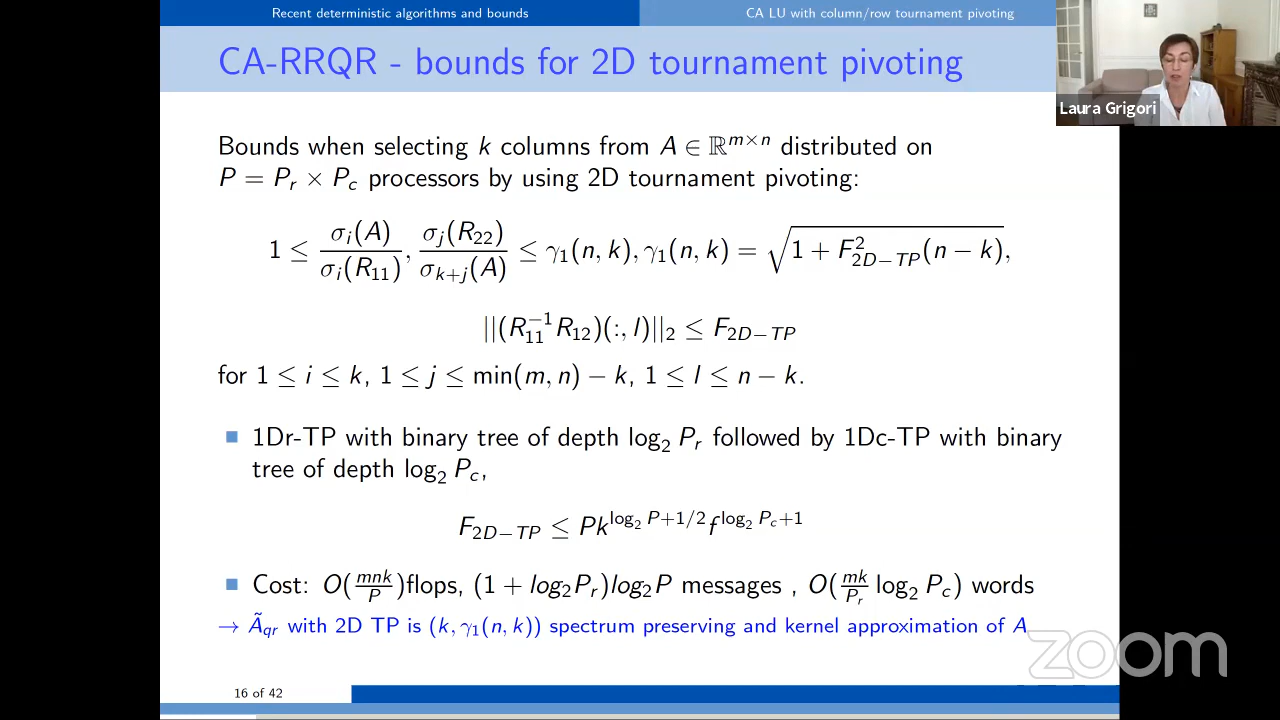 Recent deterministic algorithms and bounds
CA LU with column/row tournament pivoting
CA-RRQR - bounds for 2D tournament pivoting
Laura Grigori
Bounds when selecting k columns from A ∈ ℝ^{m×n} distributed on
P = P_r × P_c processors by using 2D tournament pivoting:
1 ≤ σ_i(A)/σ_i(R_11), σ_j(R_22)/σ_{k+j}(A) ≤ γ_1(n, k), γ_1(n, k) = √(1 + F²_{2D−TP}(n − k)),
||(R_11^{−1}R_12)(:, l)||_2 ≤ F_{2D−TP}
for 1 ≤ i ≤ k, 1 ≤ j ≤ min(m, n) − k, 1 ≤ l ≤ n − k.
1Dr-TP with binary tree of depth log_2 P_r followed by 1Dc-TP with binary
tree of depth log_2 P_c,
F_{2D−TP} ≤ Pk^{log_2 P+1/2} f^{log_2 P_c+1}
Cost: O(mnk/P)flops, (1 + log_2P_r)log_2P messages , O(mk/P_r log_2 P_c) words
→ Ã_qr with 2D TP is (k, γ_1(n, k)) spectrum preserving and kernel approximation of A
zoom
16 of 42